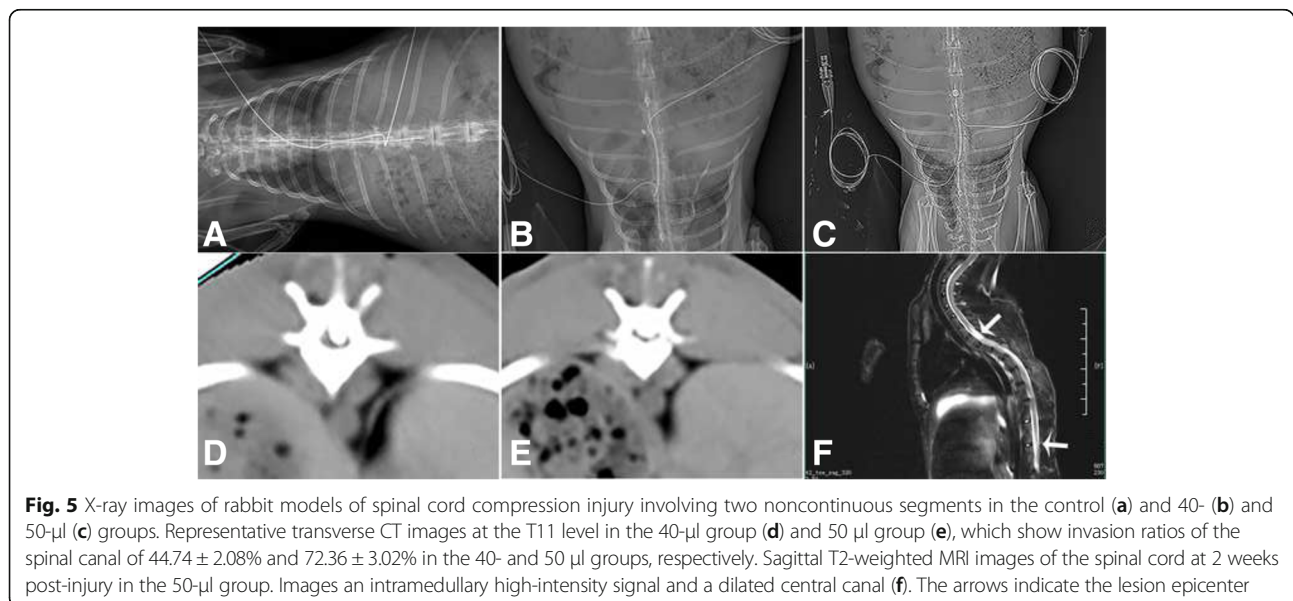 A
B
C
D
E
F
Fig. 5 X-ray images of rabbit models of spinal cord compression injury involving two noncontinuous segments in the control (a) and 40- (b) and
50-μl (c) groups. Representative transverse CT images at the T11 level in the 40-μl group (d) and 50 μl group (e), which show invasion ratios of the
spinal canal of 44.74 ± 2.08% and 72.36 ± 3.02% in the 40- and 50 μl groups, respectively. Sagittal T2-weighted MRI images of the spinal cord at 2 weeks
post-injury in the 50-μl group. Images an intramedullary high-intensity signal and a dilated central canal (f). The arrows indicate the lesion epicenter